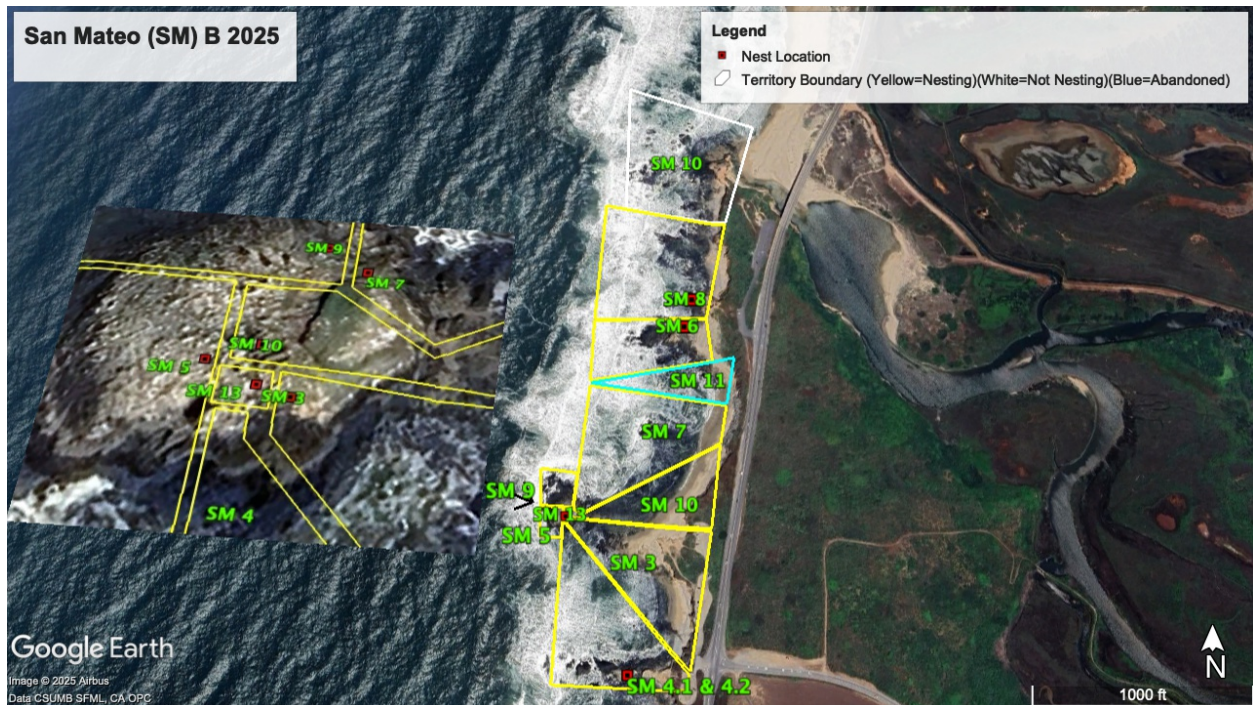 San Mateo (SM) B 2025
Legend
Nest Location
Territory Boundary (Yellow=Nesting)(White=Not Nesting)(Blue=Abandoned)
SM 10
SM 8
SM 6
SM 11
SM 7
SM 10
SM 9
SM 13
SM 5
SM 3
SM 4.1 & 4.2
SM 9
SM 7
SM 10
SM 5
SM 13
SM 3
SM 4
Google Earth
Image © 2025 Airbus
Data CSUMB SFML, CA OPC
N
1000 ft